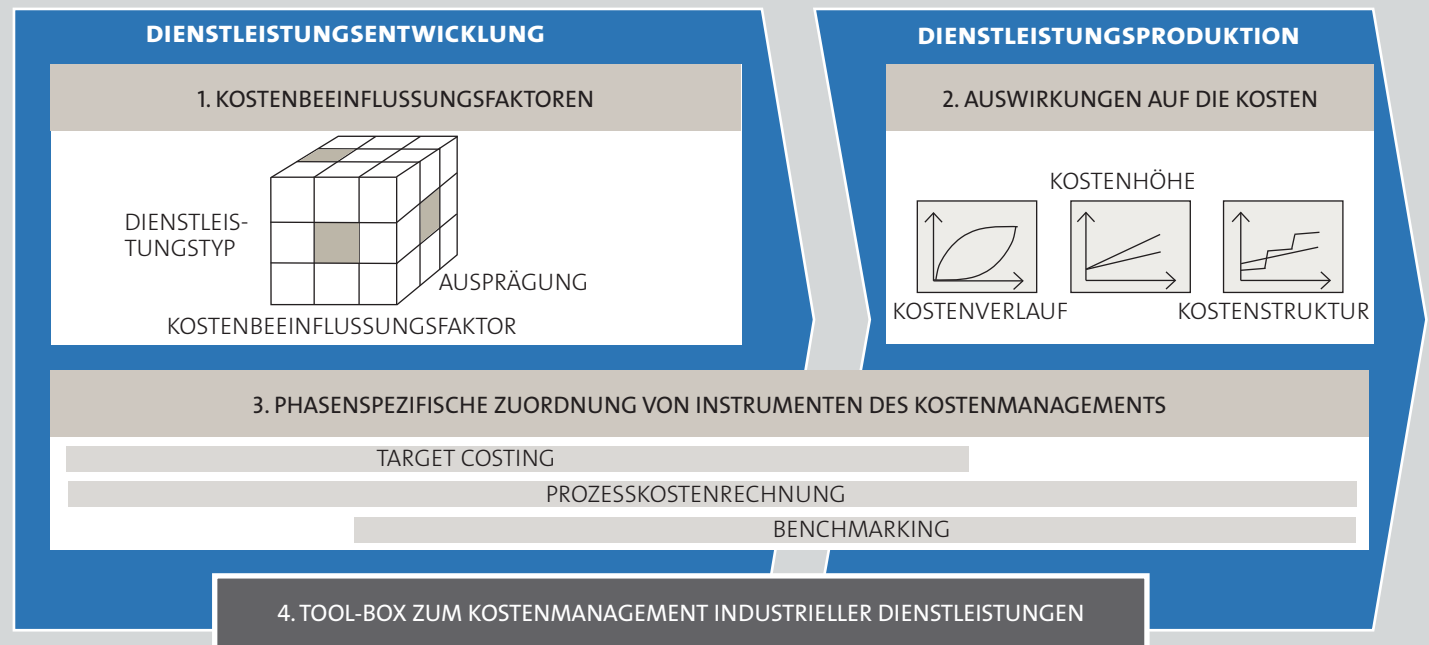 DIENSTLEISTUNGSENTWICKLUNG
1. KOSTENBEEINFLUSSUNGSFAKTOREN
DIENSTLEIS-
TUNGSTYP
AUSPRÄGUNG
KOSTENBEEINFLUSSUNGSFAKTOR
DIENSTLEISTUNGSPRODUKTION
2. AUSWIRKUNGEN AUF DIE KOSTEN
KOSTENHÖHE
KOSTENVERLAUF
KOSTENSTRUKTUR
3. PHASENSPEZIFISCHE ZUORDNUNG VON INSTRUMENTEN DES KOSTENMANAGEMENTS
TARGET COSTING
PROZESSKOSTENRECHNUNG
BENCHMARKING
4. TOOL-BOX ZUM KOSTENMANAGEMENT INDUSTRIELLER DIENSTLEISTUNGEN